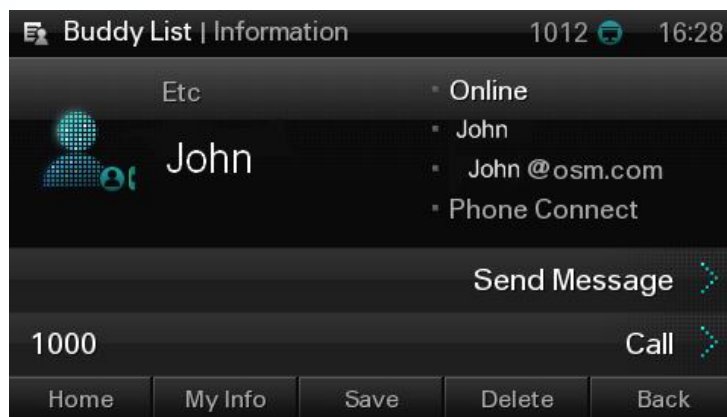 Buddy List | Information 1012 16:28
Etc
John
Online
John
John @osm.com
Phone Connect
Send Message
1000 Call
Home My Info Save Delete Back